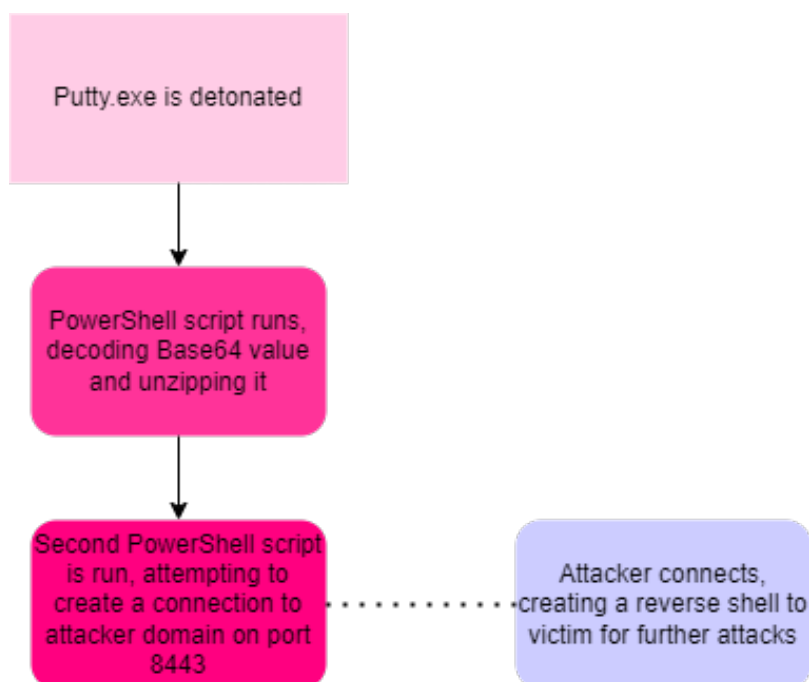 Putty.exe is detonated
PowerShell script runs,
decoding Base64 value
and unzipping it
Second PowerShell script
is run, attempting to
create a connection to
attacker domain on port
8443
Attacker connects,
creating a reverse shell to
victim for further attacks